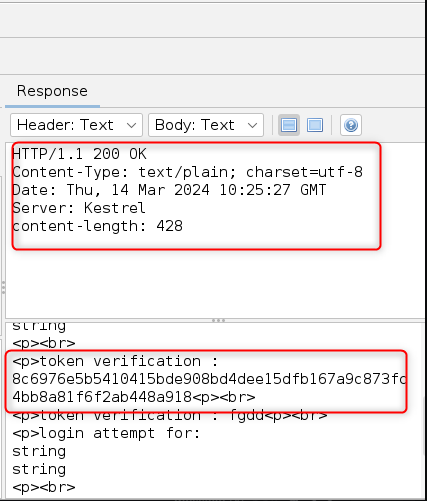 Response
Header: Text Body: Text
HTTP/1.1 200 OK
Content-Type: text/plain; charset=utf-8
Date: Thu, 14 Mar 2024 10:25:27 GMT
Server: Kestrel
content-length: 428
string
<p><br>
<p>token verification :
8c6976e5b5410415bde908bd4dee15dfb167a9c873fc
4bb8a81f6f2ab448a918<p><br>
<p>token verification : fgdd<p><br>
<p>login attempt for:
string
string
<p><br>